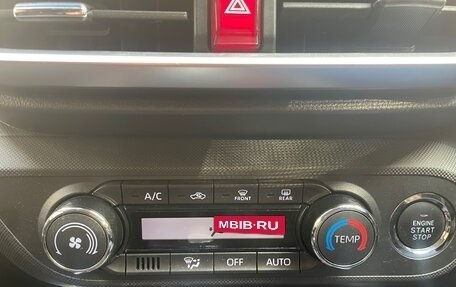 A/C
FRONT
REAR
MBIB·RU
OFF
AUTO
TEMP
ENGINE
START
STOP